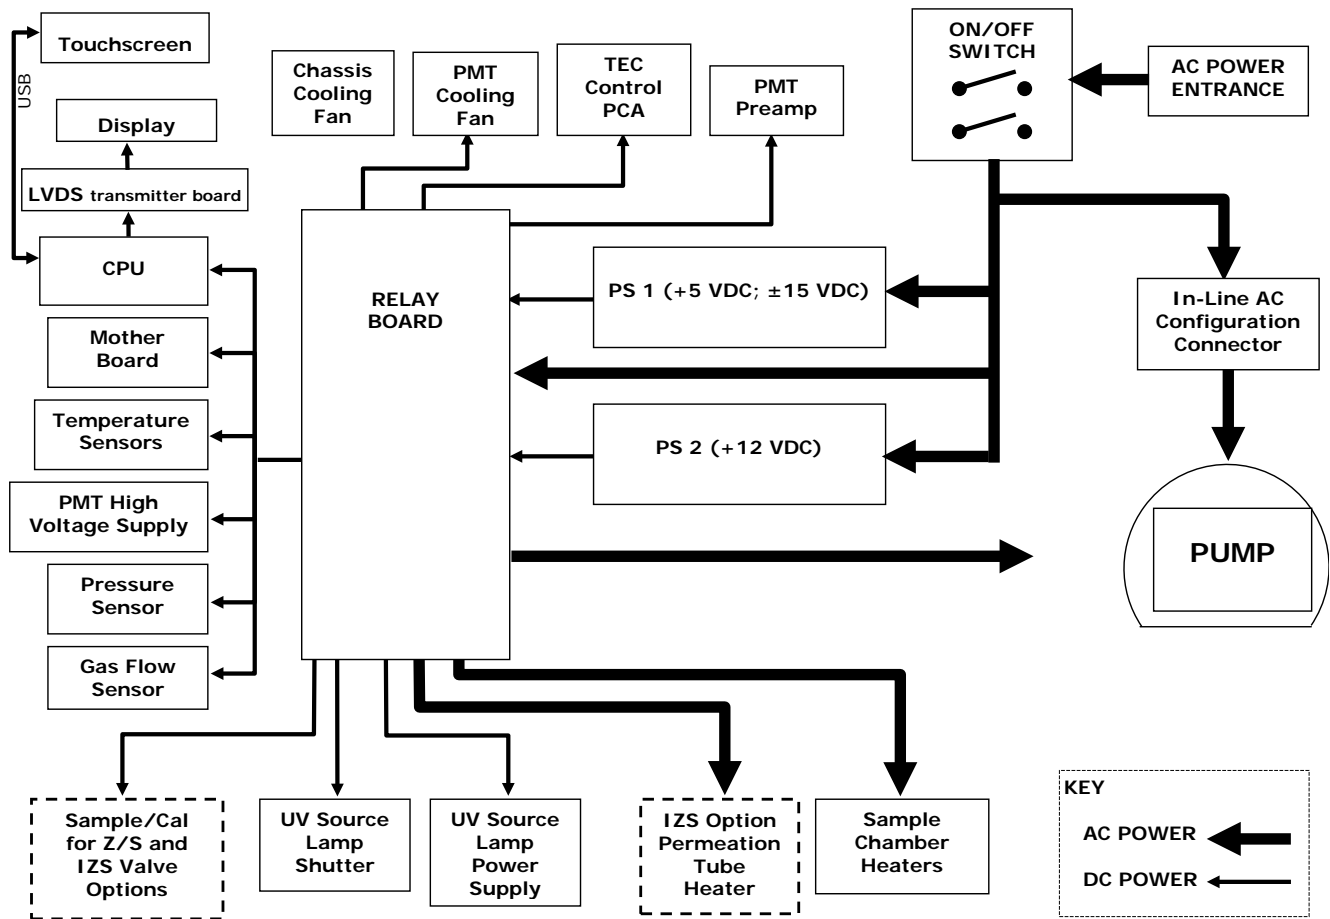 Touchscreen
USB
Display
LVDS transmitter board
CPU
Mother
Board
Temperature
Sensors
PMT High
Voltage Supply
Pressure
Sensor
Gas Flow
Sensor
Chassis
Cooling
Fan
PMT
Cooling
Fan
TEC
Control
PCA
PMT
Preamp
ON/OFF
SWITCH
AC POWER
ENTRANCE
RELAY
BOARD
PS 1 (+5 VDC; ±15 VDC)
PS 2 (+12 VDC)
In-Line AC
Configuration
Connector
PUMP
Sample/Cal
for Z/S and
IZS Valve
Options
UV Source
Lamp
Shutter
UV Source
Lamp
Power
Supply
IZS Option
Permeation
Tube
Heater
Sample
Chamber
Heaters
KEY
AC POWER
DC POWER